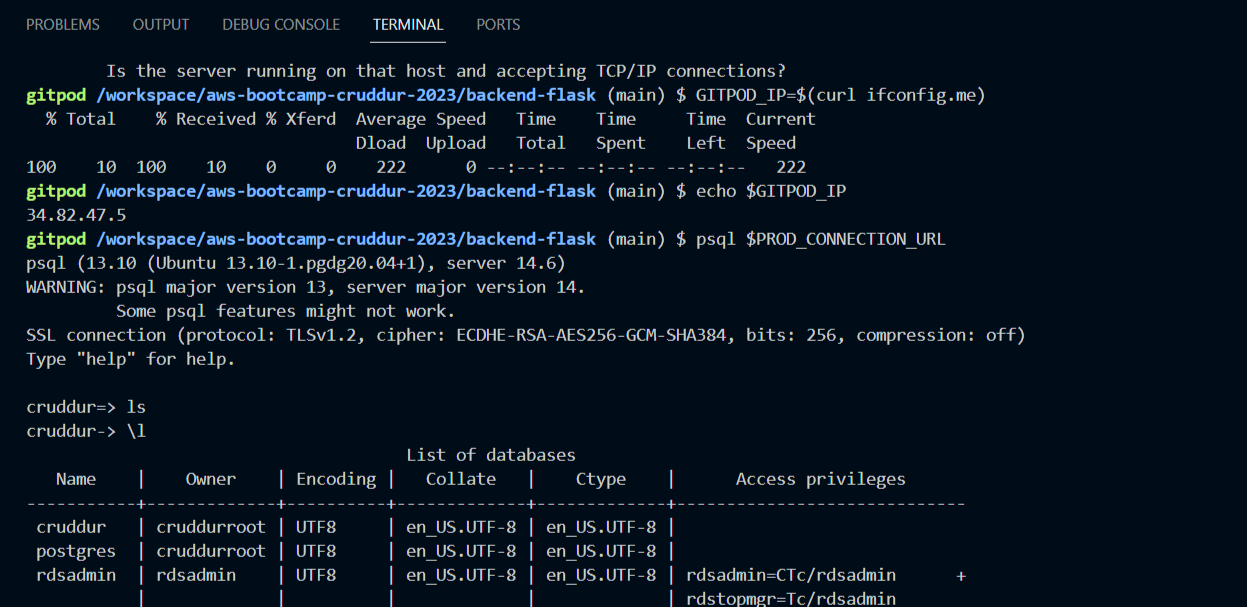 PROBLEMS OUTPUT DEBUG CONSOLE TERMINAL PORTS
Is the server running on that host and accepting TCP/IP connections?
gitpod /workspace/aws-bootcamp-cruddur-2023/backend-flask (main) $ GITPOD_IP=$(curl ifconfig.me)
  % Total    % Received % Xferd  Average Speed   Time    Time     Time  Current
                                 Dload  Upload   Total   Spent    Left  Speed
100    10  100    10    0     0    222      0 --:--:-- --:--:-- --:--:--   222
gitpod /workspace/aws-bootcamp-cruddur-2023/backend-flask (main) $ echo $GITPOD_IP
34.82.47.5
gitpod /workspace/aws-bootcamp-cruddur-2023/backend-flask (main) $ psql $PROD_CONNECTION_URL
psql (13.10 (Ubuntu 13.10-1.pgdg20.04+1), server 14.6)
WARNING: psql major version 13, server major version 14.
         Some psql features might not work.
SSL connection (protocol: TLSv1.2, cipher: ECDHE-RSA-AES256-GCM-SHA384, bits: 256, compression: off)
Type "help" for help.
cruddur=> ls
cruddur-> \l
                                      List of databases
   Name    |    Owner    | Encoding |   Collate   |    Ctype    |      Access privileges
-----------+-------------+----------+-------------+-------------+-----------------------------
 cruddur   | cruddurroot | UTF8     | en_US.UTF-8 | en_US.UTF-8 |
 postgres  | cruddurroot | UTF8     | en_US.UTF-8 | en_US.UTF-8 |
 rdsadmin  | rdsadmin    | UTF8     | en_US.UTF-8 | en_US.UTF-8 | rdsadmin=CTc/rdsadmin      +
           |             |          |             |             | rdstopmgr=Tc/rdsadmin